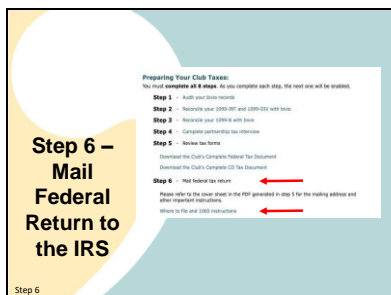 Preparing Your Club Taxes:
You must complete all 8 steps. As you complete each step, the next one will be enabled.
Step 1 - Audit your bivio records
Step 2 - Reconcile your 1099-INT and 1099-DIV with bivio
Step 3 - Reconcile your 1099-B with bivio
Step 4 - Complete partnership tax interview
Step 5 - Review tax forms
Download the Club's Complete Federal Tax Document
Download the Club's Complete CO Tax Document
Step 6 - Mail federal tax return
Please refer to the cover sheet in the PDF generated in step 5 for the mailing address and
other important instructions.
Where to file and 1065 instructions
Step 6 –
Mail
Federal
Return to
the IRS
Step 6